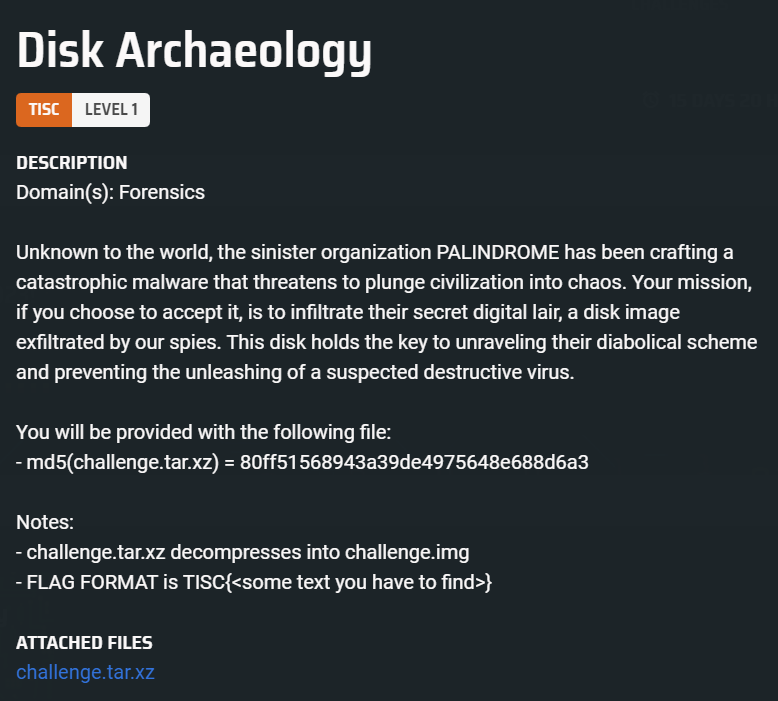 Disk Archaeology
TISC LEVEL 1
DESCRIPTION
Domain(s): Forensics
Unknown to the world, the sinister organization PALINDROME has been crafting a
catastrophic malware that threatens to plunge civilization into chaos. Your mission,
if you choose to accept it, is to infiltrate their secret digital lair, a disk image
exfiltrated by our spies. This disk holds the key to unraveling their diabolical scheme
and preventing the unleashing of a suspected destructive virus.
You will be provided with the following file:
- md5(challenge.tar.xz) = 80ff51568943a39de4975648e688d6a3
Notes:
- challenge.tar.xz decompresses into challenge.img
- FLAG FORMAT is TISC{<some text you have to find>}
ATTACHED FILES
challenge.tar.xz